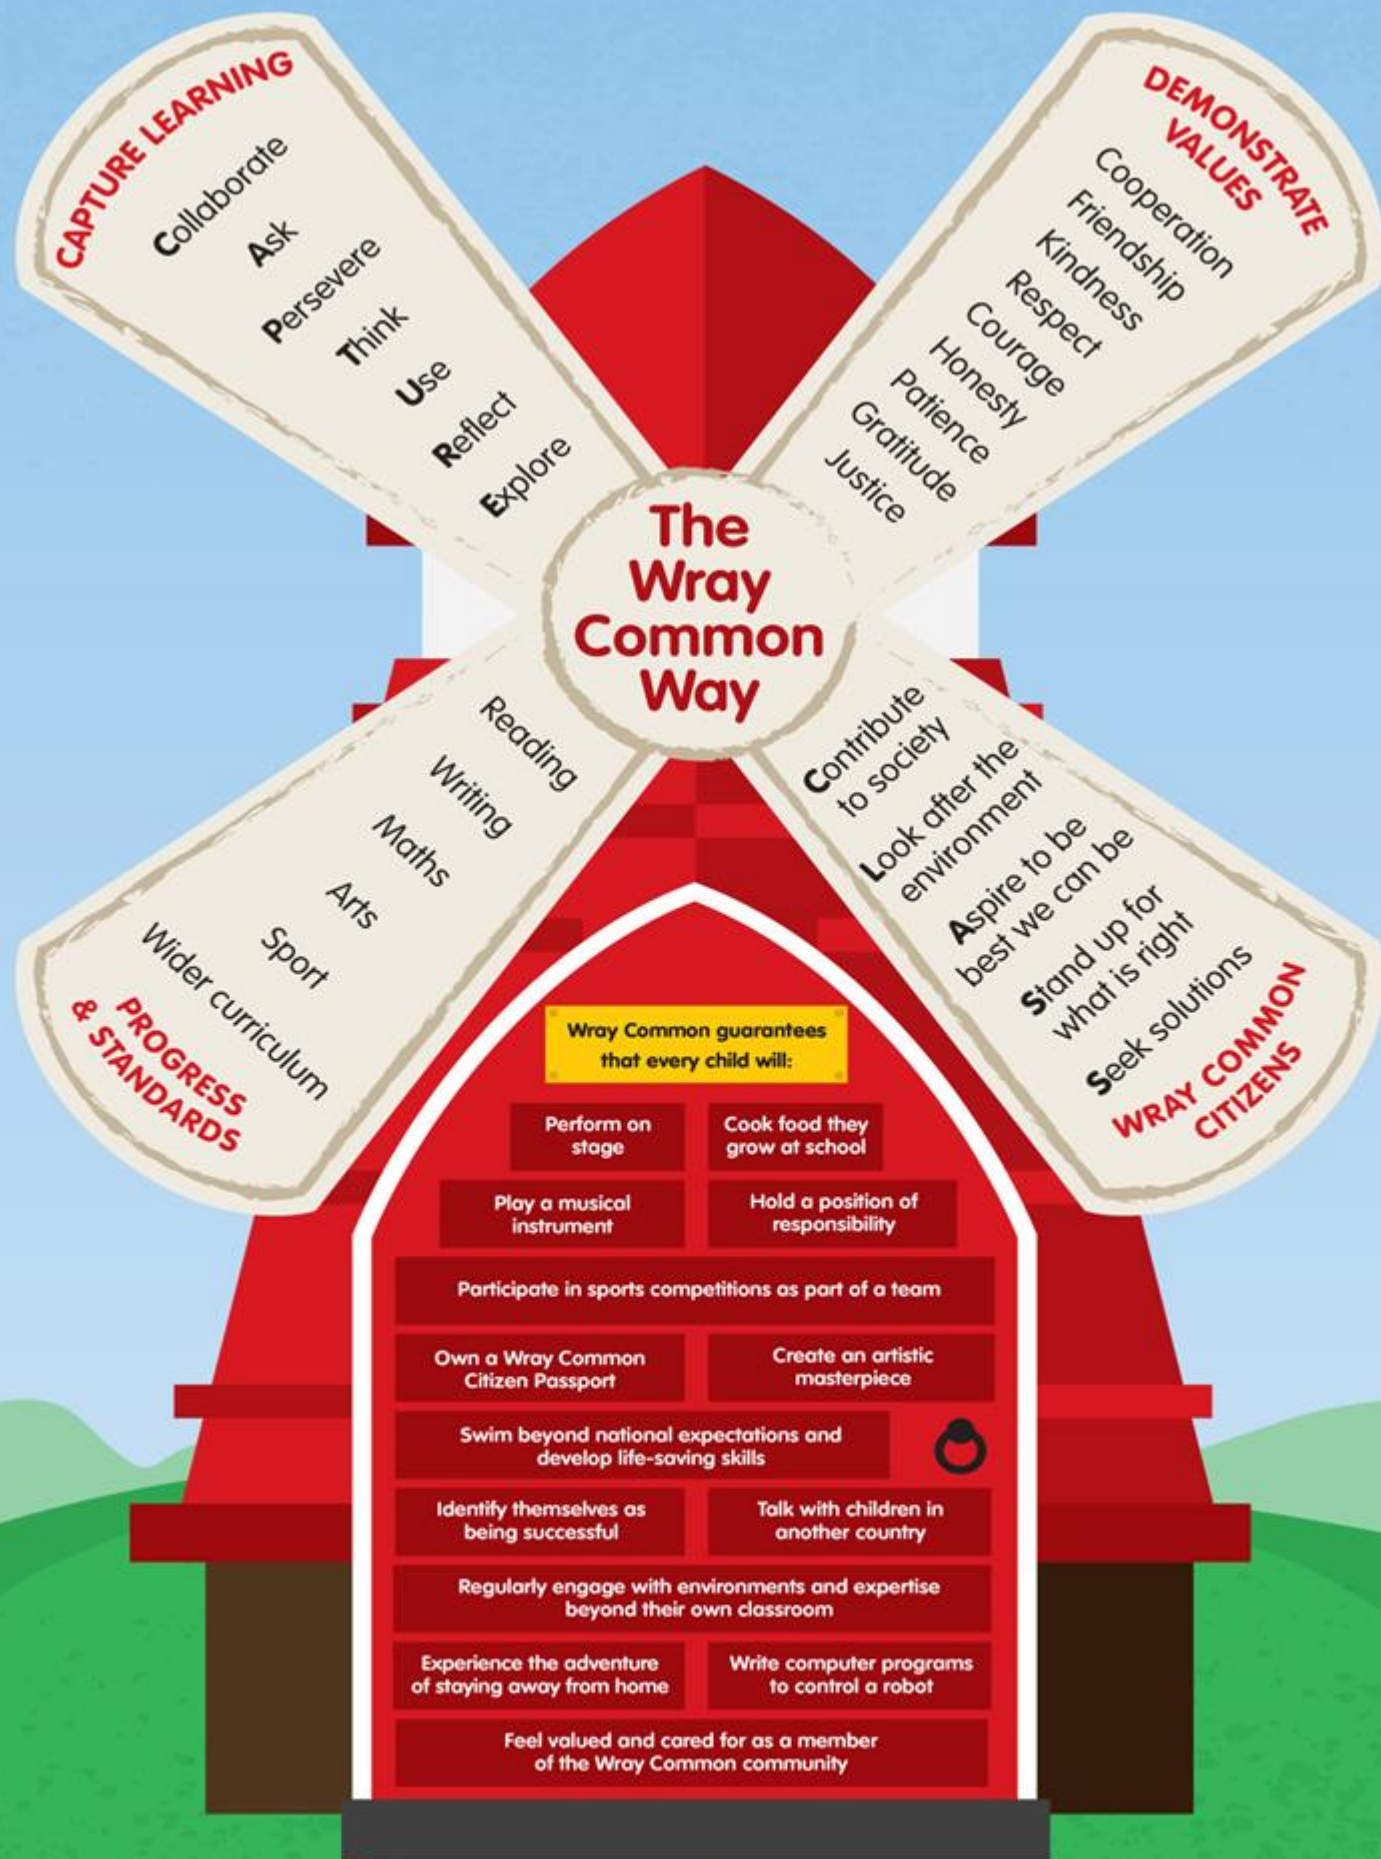 CAPTURE LEARNING
Collaborate
Ask
Persevere
Think
Use
Reflect
Explore
DEMONSTRATE
VALUES
Cooperation
Friendship
Kindness
Respect
Courage
Honesty
Patience
Gratitude
Justice
The
Wray
Common
Way
Reading
Writing
Maths
Arts
Sport
Wider curriculum
PROGRESS
& STANDARDS
Contribute
to society
Look after the
environment
Aspire to be
best we can be
Stand up for
what is right
Seek solutions
WRAY COMMON
CITIZENS
Wray Common guarantees
that every child will:
Perform on
stage
Cook food they
grow at school
Play a musical
instrument
Hold a position of
responsibility
Participate in sports competitions as part of a team
Own a Wray Common
Citizen Passport
Create an artistic
masterpiece
Swim beyond national expectations and
develop life-saving skills
Identify themselves as
being successful
Talk with children in
another country
Regularly engage with environments and expertise
beyond their own classroom
Experience the adventure
of staying away from home
Write computer programs
to control a robot
Feel valued and cared for as a member
of the Wray Common community